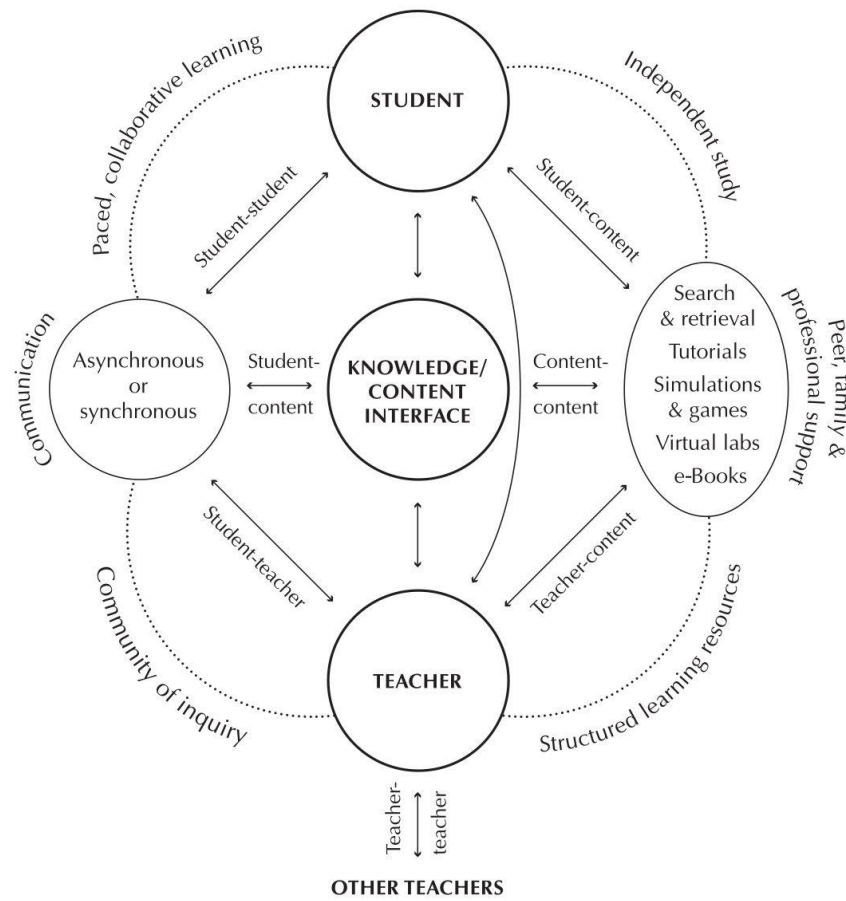 STUDENT
Paced, collaborative learning
Independent study
Student-student
Student-content
Communication
Asynchronous
or
synchronous
Student-
content
KNOWLEDGE/
CONTENT
INTERFACE
Content-
content
Search
& retrieval
Tutorials
Simulations
& games
Virtual labs
e-Books
Peer, family &
professional support
Student-teacher
Teacher-content
Community of inquiry
TEACHER
Structured learning resources
Teacher-
teacher
OTHER TEACHERS